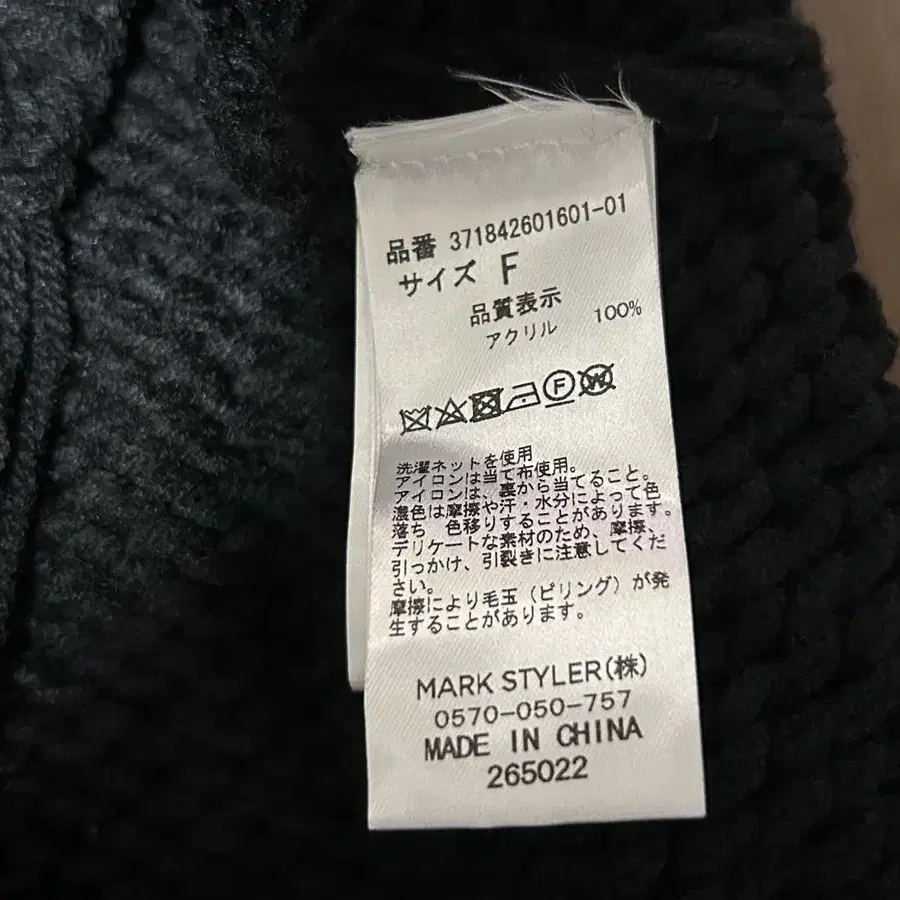 品番 371842601601-01
サイズ F
品質表示
アクリル 100%
F W
洗濯ネットを使用
アイロンは当て布使用。
アイロンは、裏から当てること。
濃色は摩擦や汗・水分によって色
落ち 色移りすることがあります。
デリケートな素材のため、摩擦、
引っかけ、引裂きに注意してくだ
さい。
摩擦により毛玉（ピリング）が発
生することがあります。
MARK STYLER(株)
0570-050-757
MADE IN CHINA
265022